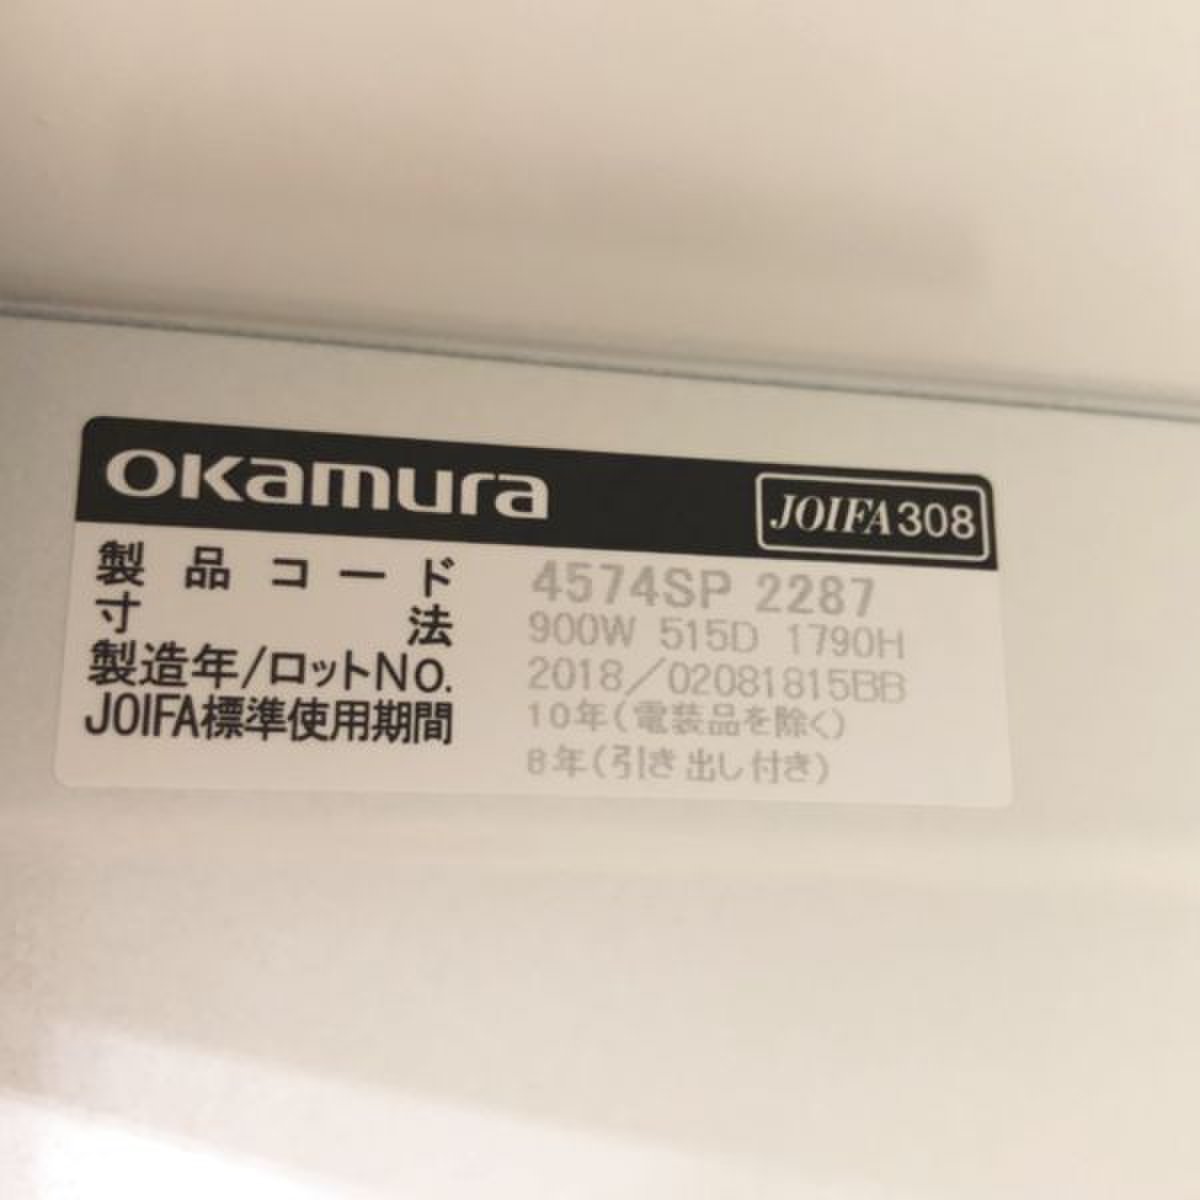 okamura JOIFA308
製品コード 4574SP 2287
寸法 900W 515D 1790H
製造年/ロットNo. 2018/02081815BB
JOIFA標準使用期間 10年(電装品を除く)
8年(引き出し付き)